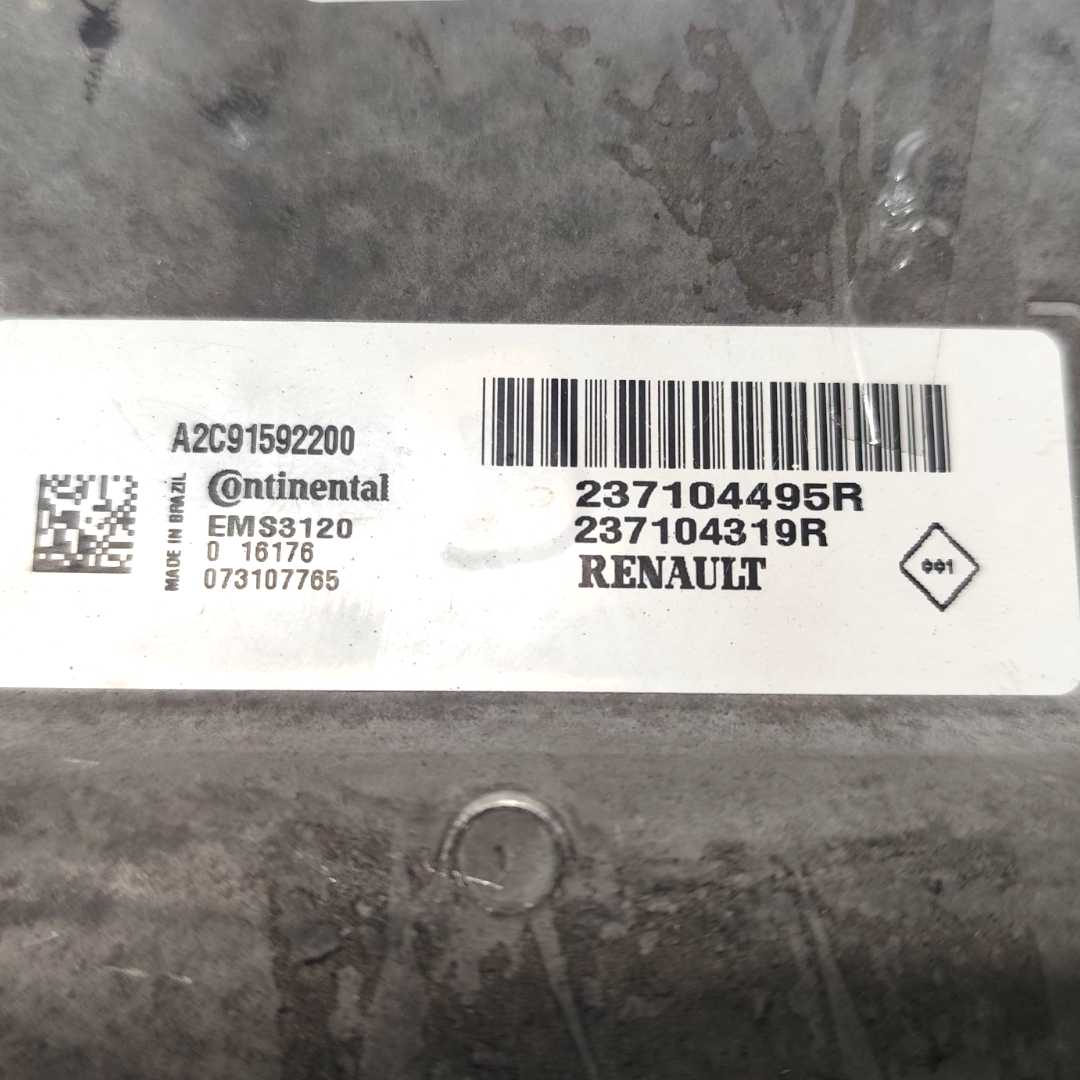 A2C91592200
MADE IN BRAZIL
Continental
EMS3120
0 16176
073107765
237104495R
237104319R
RENAULT
001